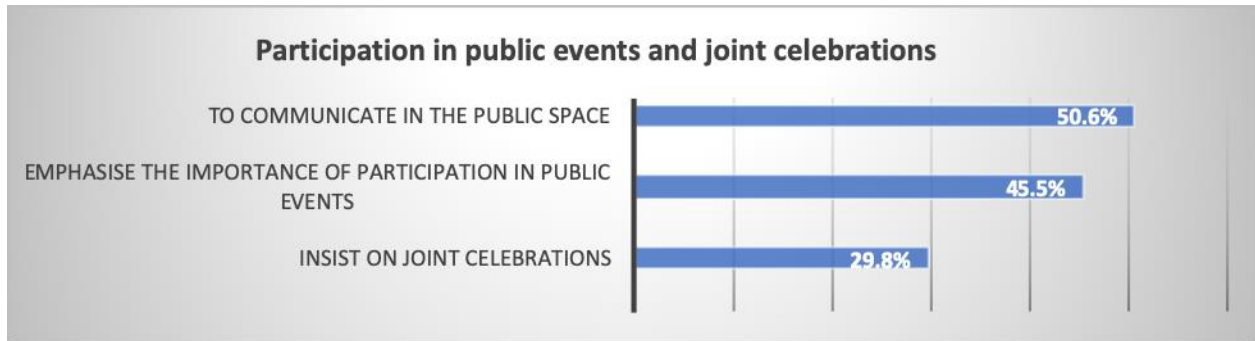 Participation in public events and joint celebrations
TO COMMUNICATE IN THE PUBLIC SPACE
50.6%
EMPHASISE THE IMPORTANCE OF PARTICIPATION IN PUBLIC
EVENTS
45.5%
INSIST ON JOINT CELEBRATIONS
29.8%